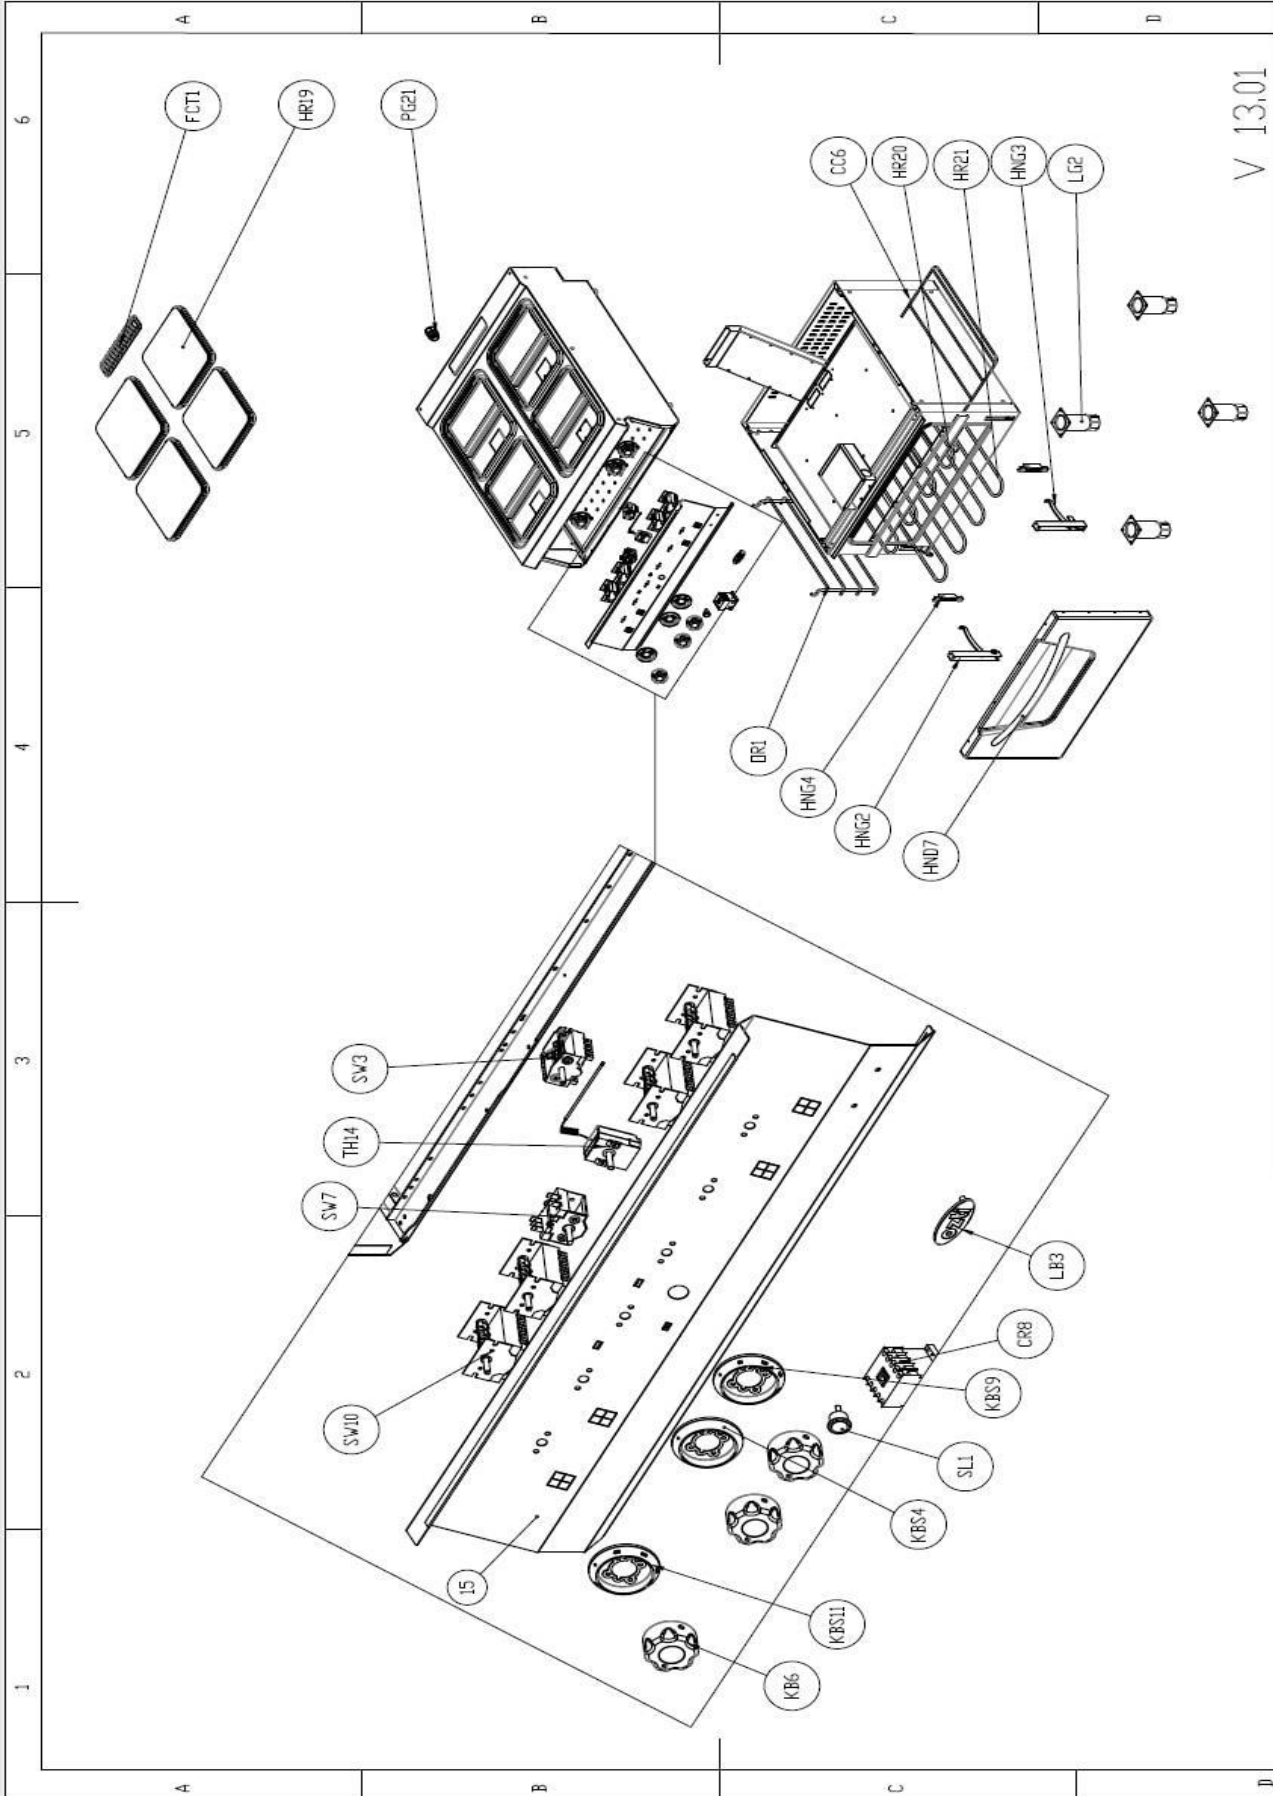 1
2
3
4
5
6
A
A
FCT1
HR19
SW7
SW10
TH14
SW3
PG21
15
B
B
OR1
KB6
HNG4
KBS11
CC6
HNG2
C
C
HR20
KBS4
HND7
HR21
SL1
KBS9
HNG3
CR8
LB3
LG2
D
V 13.01
D